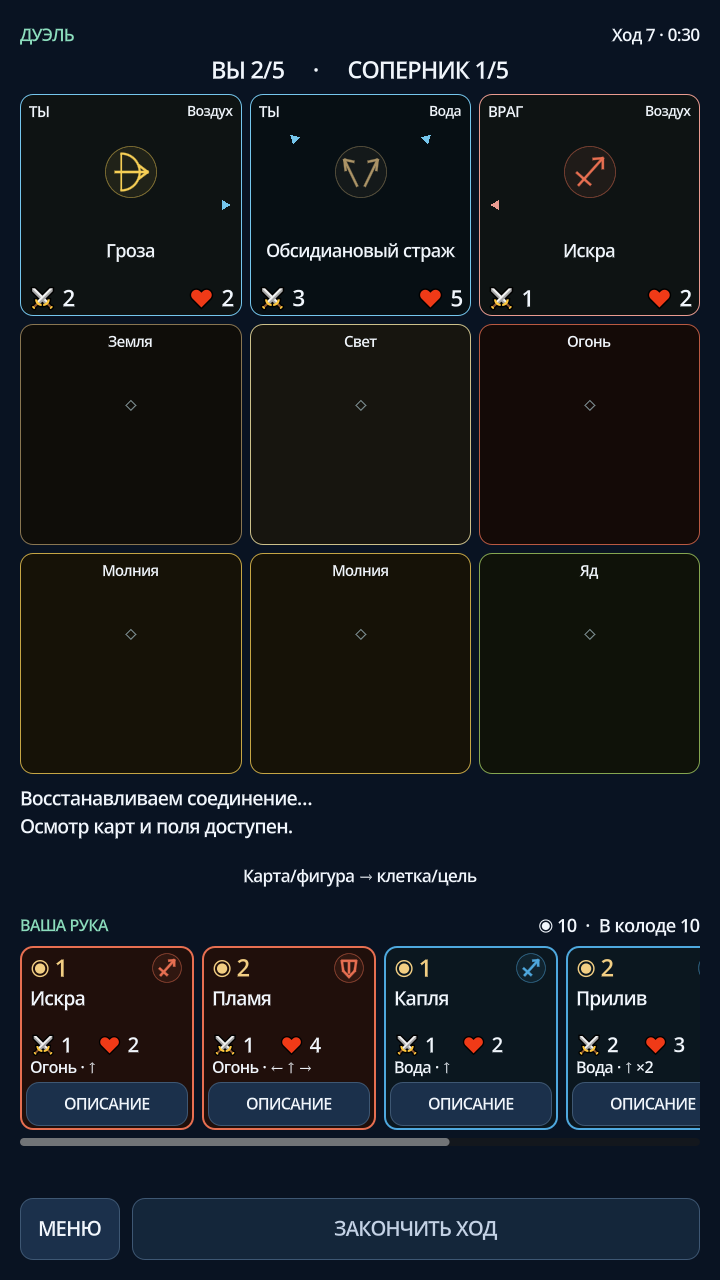 ДУЭЛЬ
Ход 7 · 0:30
ВЫ 2/5 · СОПЕРНИК 1/5
ТЫ Воздух
Гроза
2 2
ТЫ Вода
Обсидиановый страж
3 5
ВРАГ Воздух
Искра
1 2
Земля
Свет
Огонь
Молния
Молния
Яд
Восстанавливаем соединение...
Осмотр карт и поля доступен.
Карта/фигура → клетка/цель
ВАША РУКА
◉ 10 · В колоде 10
◉ 1
Искра
1 2
Огонь · ↑
ОПИСАНИЕ
◉ 2
Пламя
1 4
Огонь · ← ↑ →
ОПИСАНИЕ
◉ 1
Капля
1 2
Вода · ↑
ОПИСАНИЕ
◉ 2
Прилив
2 3
Вода · ↑ ×2
ОПИСАНИЕ
МЕНЮ
ЗАКОНЧИТЬ ХОД